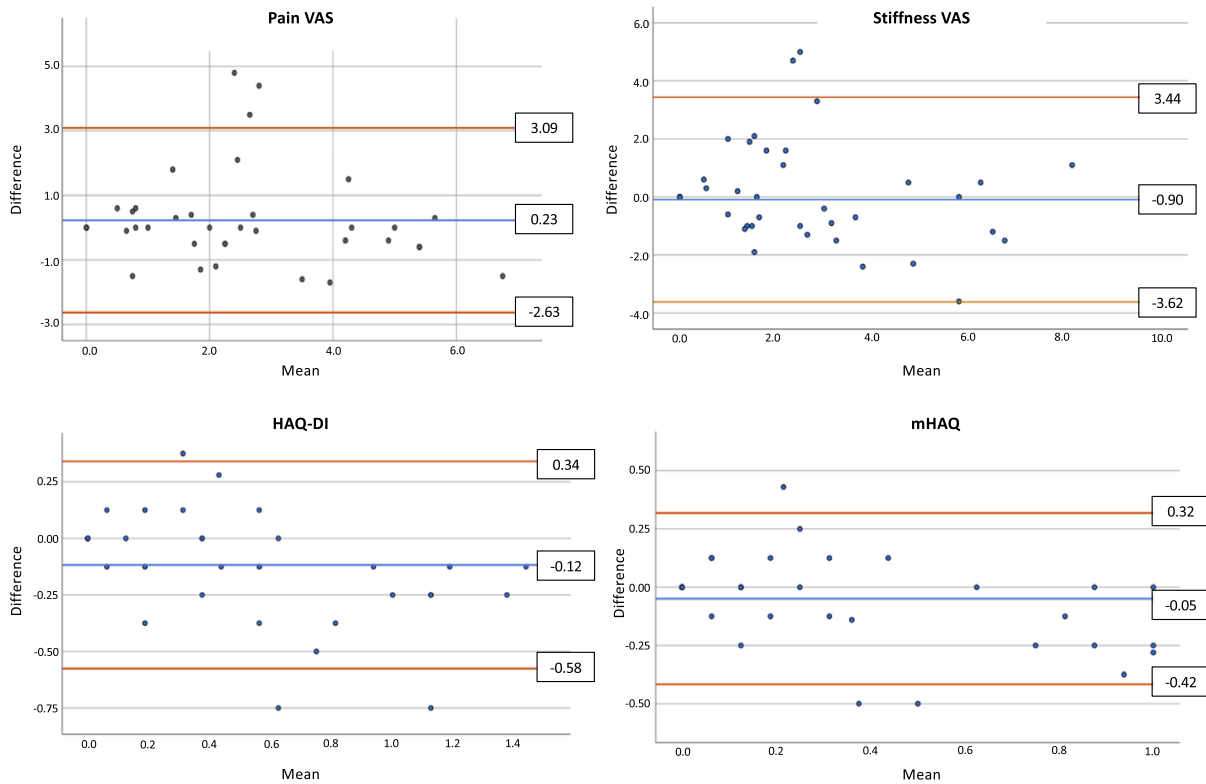 Pain VAS
5.0
3.0
1.0
-1.0
-3.0
Difference
3.09
0.23
-2.63
0.0 2.0 4.0 6.0
Mean
Stiffness VAS
6.0
4.0
2.0
0.0
-2.0
-4.0
Difference
3.44
-0.90
-3.62
0.0 2.0 4.0 6.0 8.0 10.0
Mean
HAQ-DI
0.25
0.00
-0.25
-0.50
-0.75
Difference
0.34
-0.12
-0.58
0.0 0.2 0.4 0.6 0.8 1.0 1.2 1.4
Mean
mHAQ
0.50
0.25
0.00
-0.25
-0.50
Difference
0.32
-0.05
-0.42
0.0 0.2 0.4 0.6 0.8 1.0
Mean